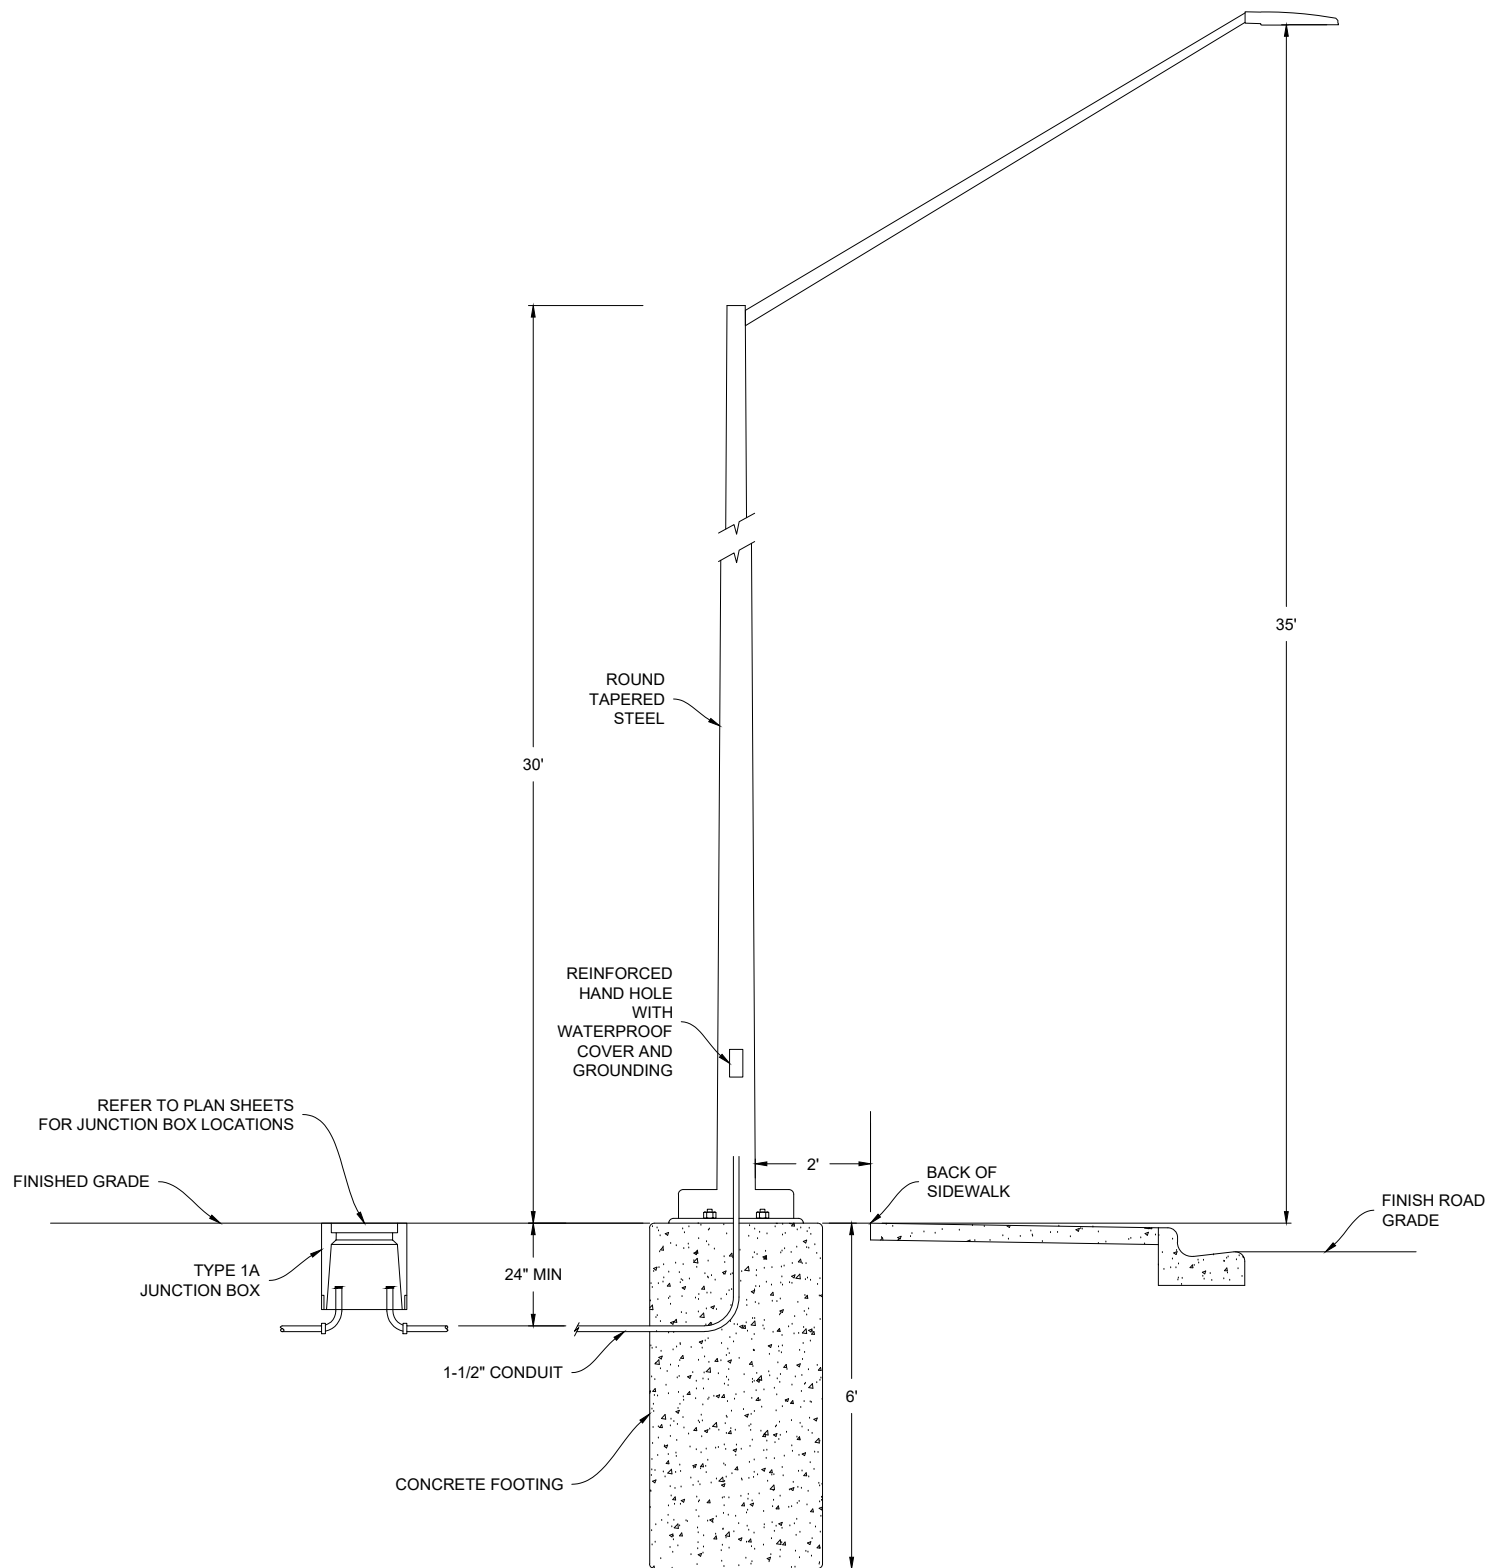 35'
ROUND
TAPERED
STEEL
30'
REINFORCED
HAND HOLE
WITH
WATERPROOF
COVER AND
GROUNDING
REFER TO PLAN SHEETS
FOR JUNCTION BOX LOCATIONS
FINISHED GRADE
2'
BACK OF
SIDEWALK
FINISH ROAD
GRADE
TYPE 1A
JUNCTION BOX
24" MIN
1-1/2" CONDUIT
6'
CONCRETE FOOTING